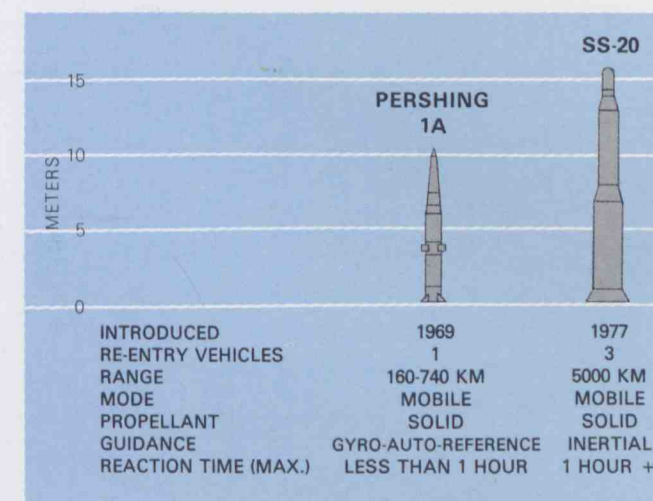 SS-20
PERSHING
1A
15
10
METERS
5
0
INTRODUCED 1969 1977
RE-ENTRY VEHICLES 1 3
RANGE 160-740 KM 5000 KM
MODE MOBILE MOBILE
PROPELLANT SOLID SOLID
GUIDANCE GYRO-AUTO-REFERENCE INERTIAL
REACTION TIME (MAX.) LESS THAN 1 HOUR 1 HOUR +